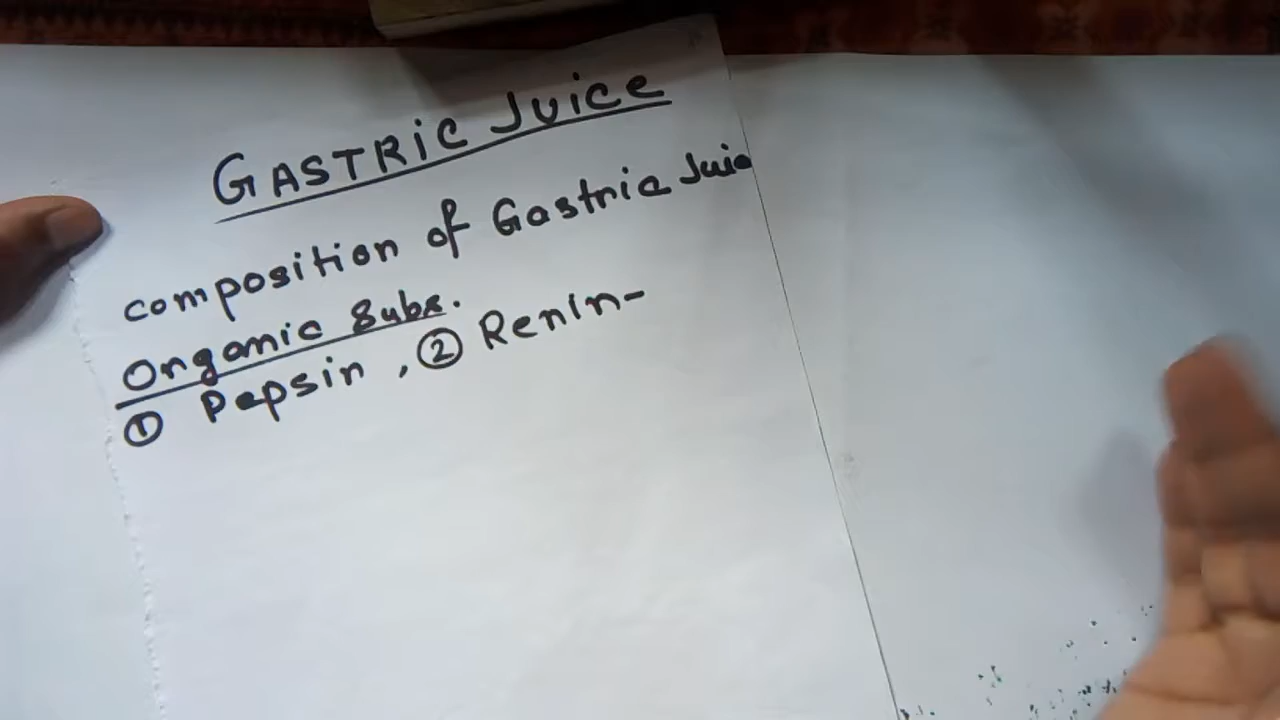 GASTRIC JUICE
composition of Gastric Juic
Organic Subs.
① Pepsin , ② Renin-